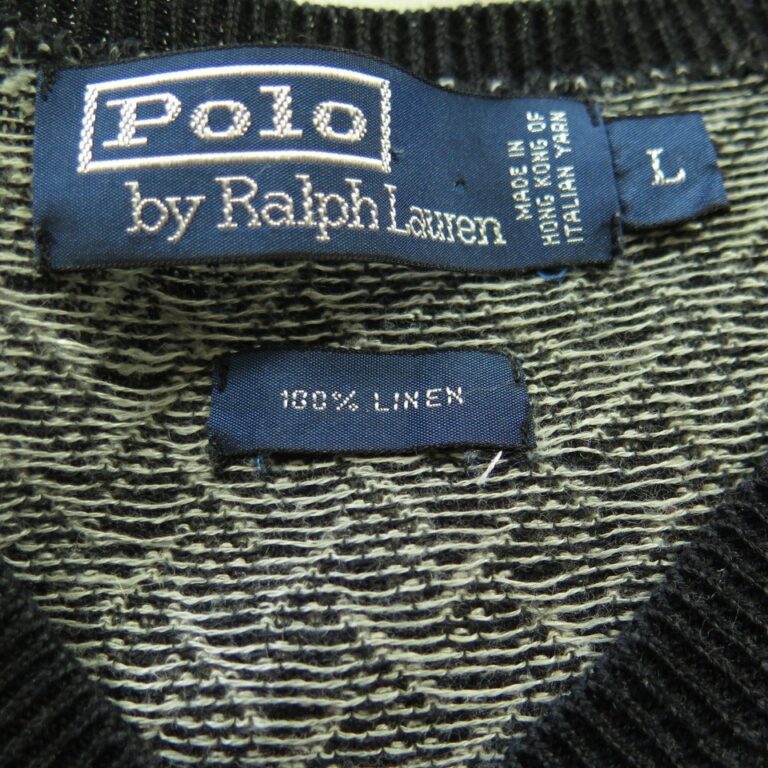 Polo
by Ralph Lauren
MADE IN
HONG KONG OF
ITALIAN YARN
L
100% LINEN